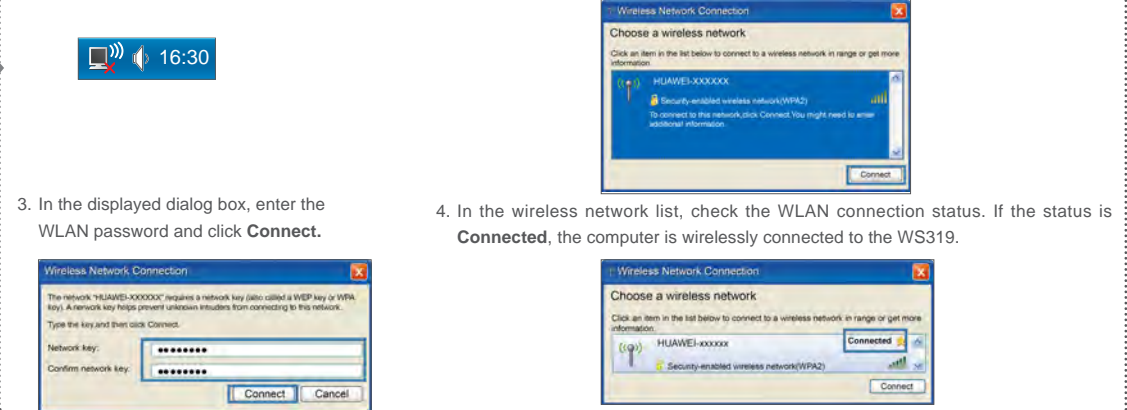 16:30
Wireless Network Connection
Choose a wireless network
Click an item in the list below to connect to a wireless network in range or get more
information.
HUAWEI-XXXXXX
Security-enabled wireless network(WPA2)
To connect to this network,click Connect.You might need to enter
additional information.
Connect
3. In the displayed dialog box, enter the
WLAN password and click Connect.
Wireless Network Connection
The network "HUAWEI-XXXXXX" requires a network key (also called a WEP key or WPA
key). A nerwork key helps prevent unknown intruders from connecting to this network.
Type the key,and then click Connect.
Network key:
Confirm network key:
Connect
Cancel
4. In the wireless network list, check the WLAN connection status. If the status is
Connected, the computer is wirelessly connected to the WS319.
Wireless Network Connection
Choose a wireless network
Click an item in the list below to connect to a wireless network in range or get more
information.
HUAWEI-xxxxxx
Connected
Security-enabled wireless network(WPA2)
Connect